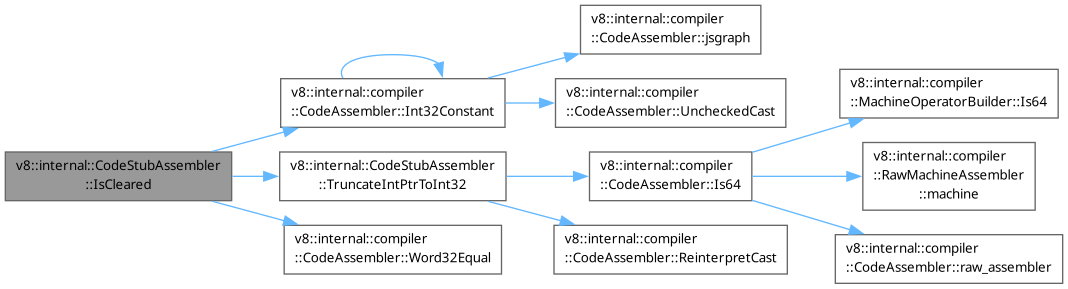 v8::internal::CodeStubAssembler
::IsCleared
v8::internal::compiler
::CodeAssembler::Int32Constant
v8::internal::compiler
::CodeAssembler::jsgraph
v8::internal::compiler
::CodeAssembler::UncheckedCast
v8::internal::CodeStubAssembler
::TruncateIntPtrToInt32
v8::internal::compiler
::CodeAssembler::Is64
v8::internal::compiler
::MachineOperatorBuilder::Is64
v8::internal::compiler
::RawMachineAssembler
::machine
v8::internal::compiler
::CodeAssembler::raw_assembler
v8::internal::compiler
::CodeAssembler::ReinterpretCast
v8::internal::compiler
::CodeAssembler::Word32Equal